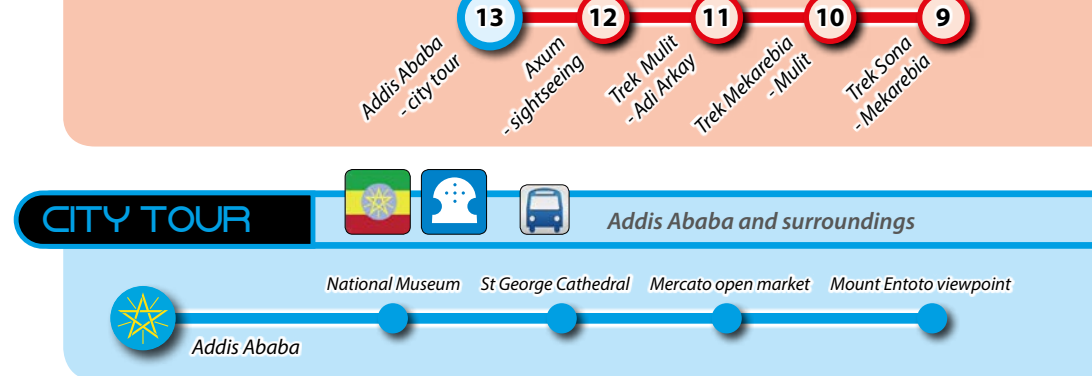 13
12
11
10
9
Addis Ababa
- city tour
Axum
- sightseeing
Trek Mulit
- Adi Arkay
Trek Mekarebia
- Mulit
Trek Sona
- Mekarebia
CITY TOUR
Addis Ababa and surroundings
National Museum
St George Cathedral
Mercato open market
Mount Entoto viewpoint
Addis Ababa